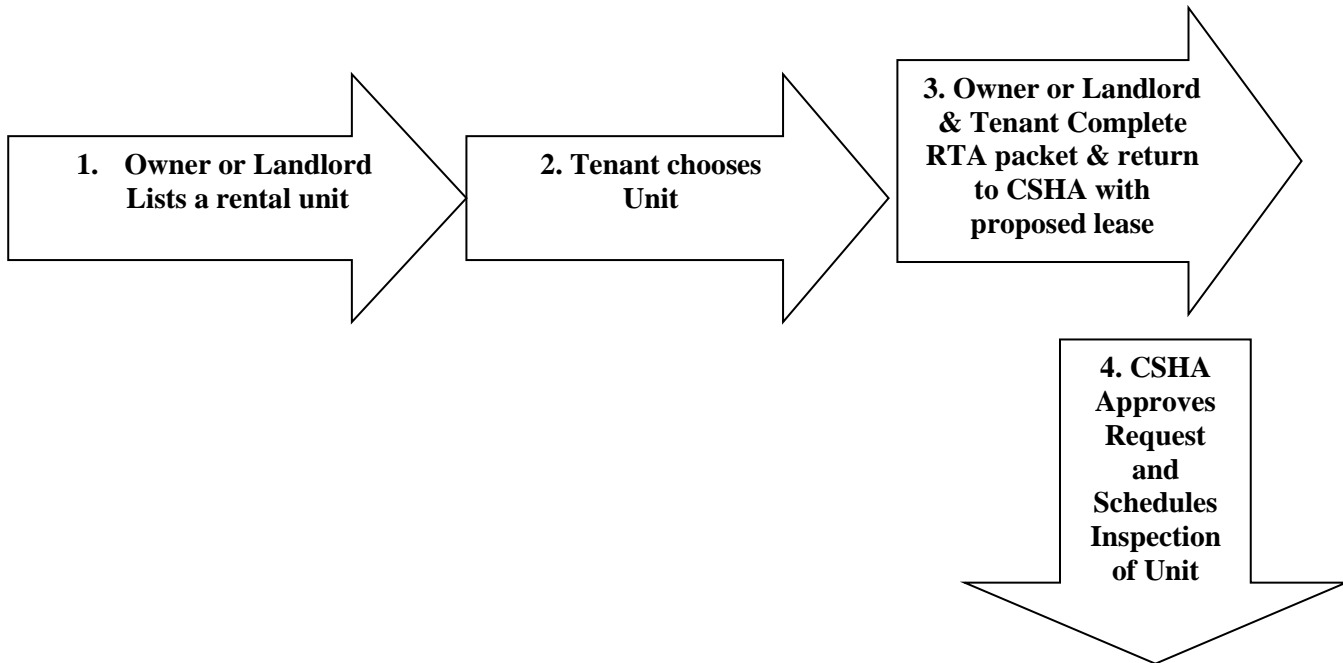 1. Owner or Landlord
Lists a rental unit
2. Tenant chooses
Unit
3. Owner or Landlord
& Tenant Complete
RTA packet & return
to CSHA with
proposed lease
4. CSHA
Approves
Request
and
Schedules
Inspection
of Unit